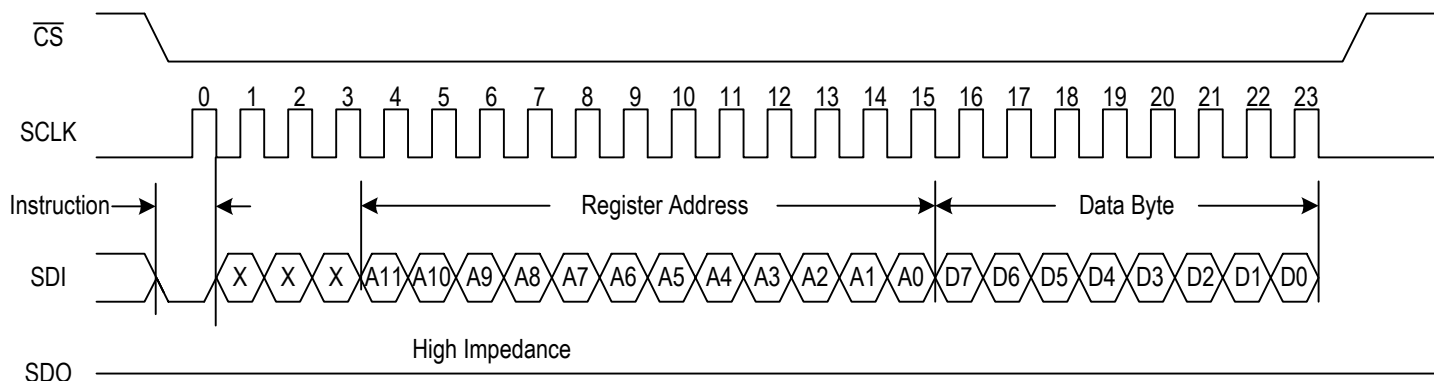 CS
0 1 2 3 4 5 6 7 8 9 10 11 12 13 14 15 16 17 18 19 20 21 22 23
SCLK
Instruction Register Address Data Byte
SDI X X X A11 A10 A9 A8 A7 A6 A5 A4 A3 A2 A1 A0 D7 D6 D5 D4 D3 D2 D1 D0
High Impedance
SDO